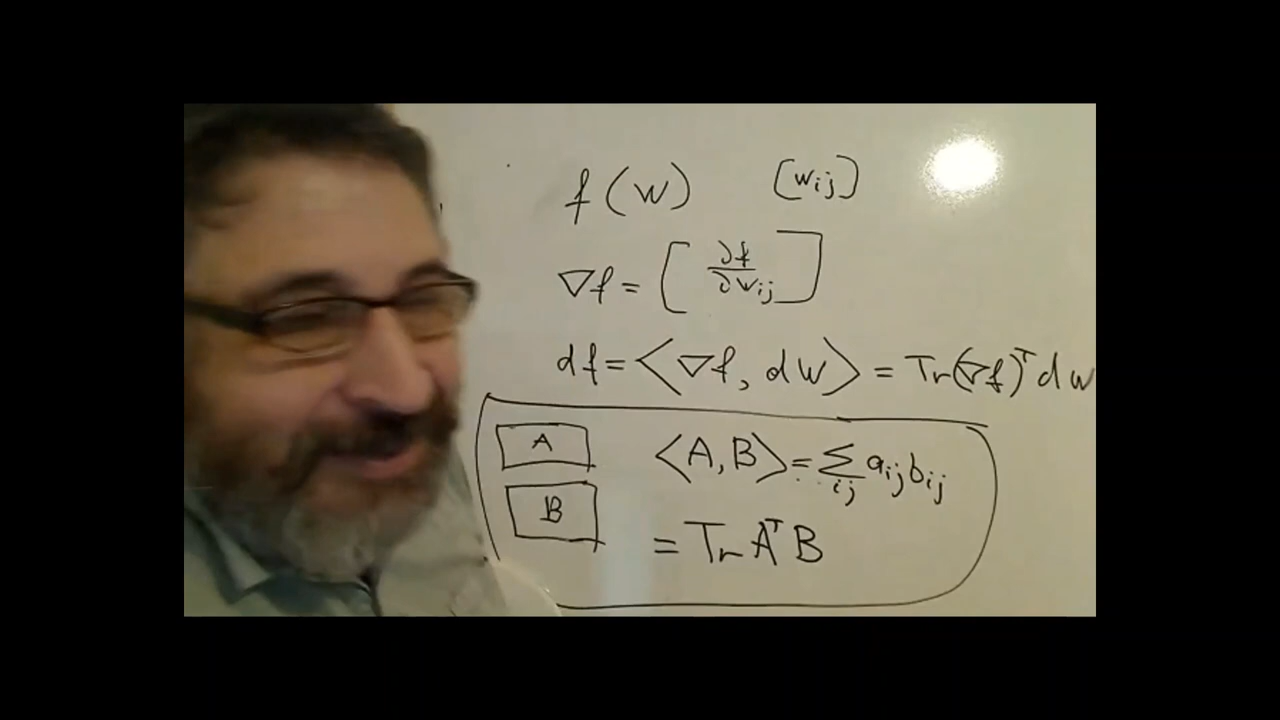 f(w) [wij]
∇f = [ ∂f/∂wij ]
df = <∇f, dw> = Tr(∇f)ᵀdw
A <A,B> = Σij aij bij
B = Tr AᵀB